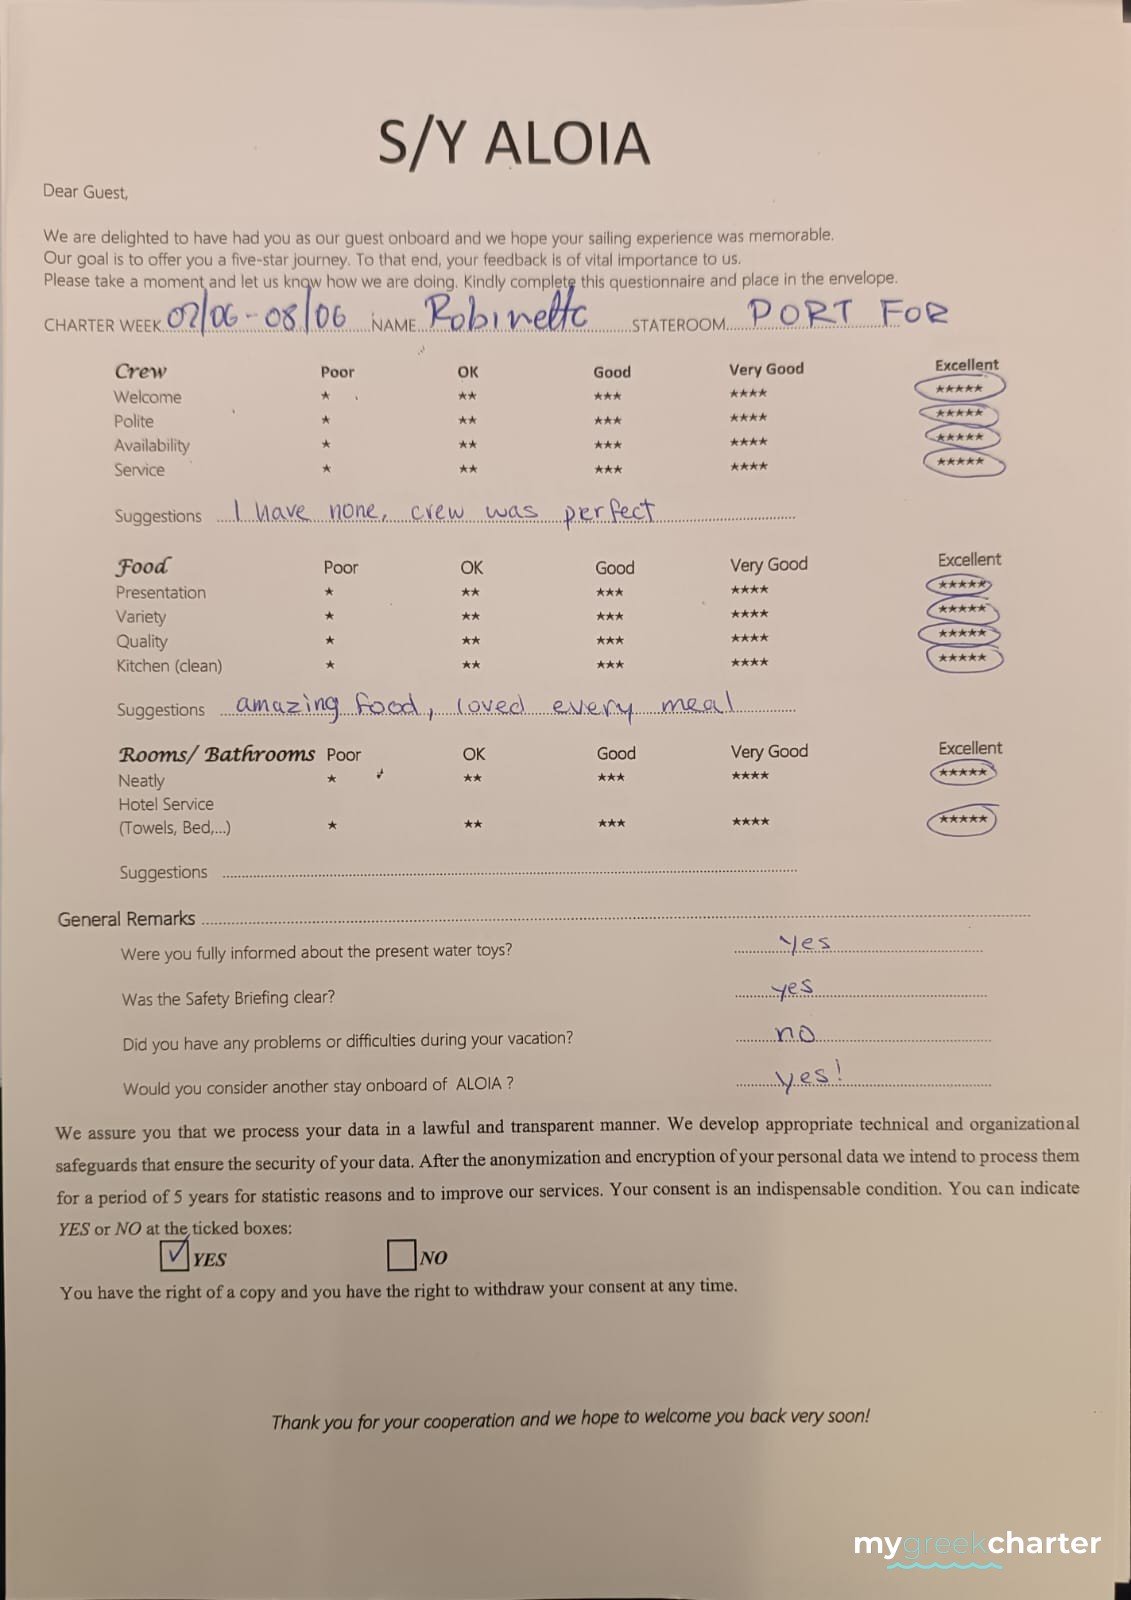 S/Y ALOIA
Dear Guest,
We are delighted to have had you as our guest onboard and we hope your sailing experience was memorable.
Our goal is to offer you a five-star journey. To that end, your feedback is of vital importance to us.
Please take a moment and let us know how we are doing. Kindly complete this questionnaire and place in the envelope.
CHARTER WEEK 02/06-08/06 NAME STATEROOM PORT FOR
Crew Poor OK Good Very Good Excellent
Welcome * ** *** **** *****
Polite * ** *** **** *****
Availability * ** *** **** *****
Service * ** *** **** *****
Suggestions I have none, crew was perfect
Food Poor OK Good Very Good Excellent
Presentation * ** *** **** *****
Variety * ** *** **** *****
Quality * ** *** **** *****
Kitchen (clean) * ** *** **** *****
Suggestions amazing food, loved every meal
Rooms/ Bathrooms Poor OK Good Very Good Excellent
Neatly * ** *** **** *****
Hotel Service
(Towels, Bed,...) * ** *** **** *****
Suggestions
General Remarks
Were you fully informed about the present water toys? yes
Was the Safety Briefing clear? yes
Did you have any problems or difficulties during your vacation? no
Would you consider another stay onboard of ALOIA ? yes!
We assure you that we process your data in a lawful and transparent manner. We develop appropriate technical and organizational
safeguards that ensure the security of your data. After the anonymization and encryption of your personal data we intend to process them
for a period of 5 years for statistic reasons and to improve our services. Your consent is an indispensable condition. You can indicate
YES or NO at the ticked boxes:
YES NO
You have the right of a copy and you have the right to withdraw your consent at any time.
Thank you for your cooperation and we hope to welcome you back very soon!
mygreekcharter